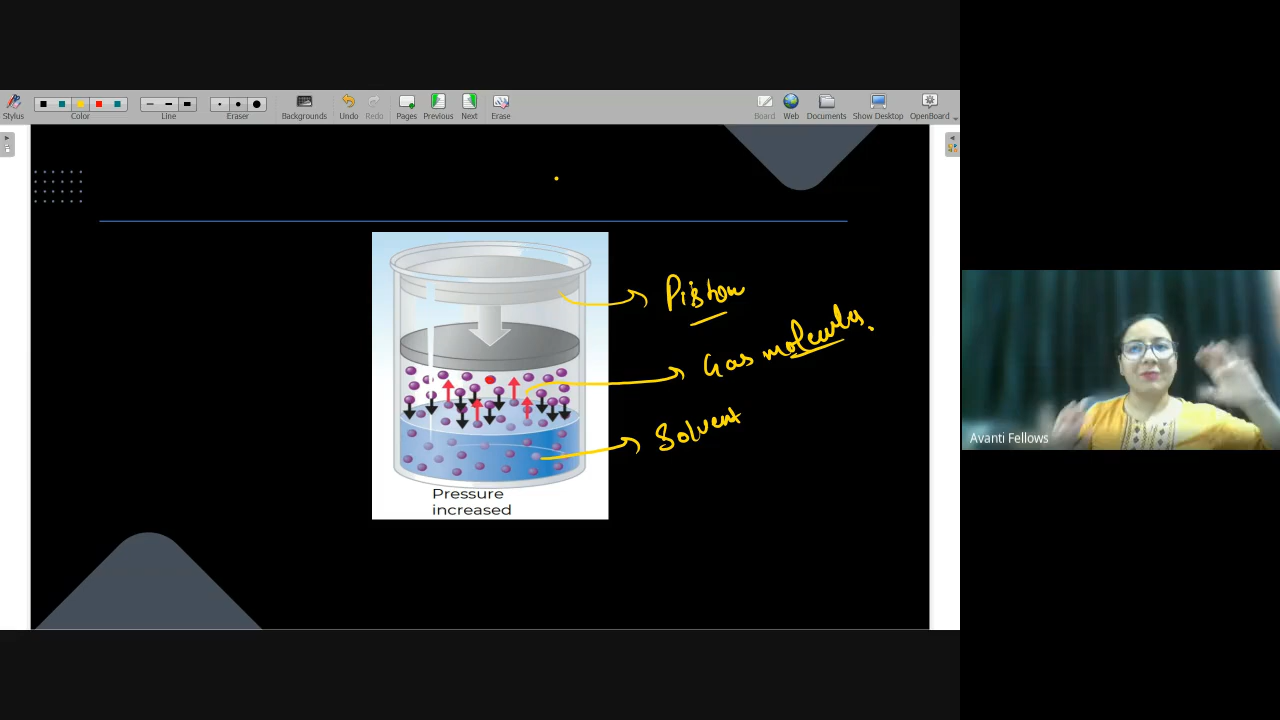 Stylus
Color
Line
Eraser
Backgrounds
Undo
Redo
Pages
Previous
Next
Erase
Board
Web
Documents
Show Desktop
OpenBoard
Piston
Gas molecules.
Solvent
Pressure
increased
Avanti Fellows